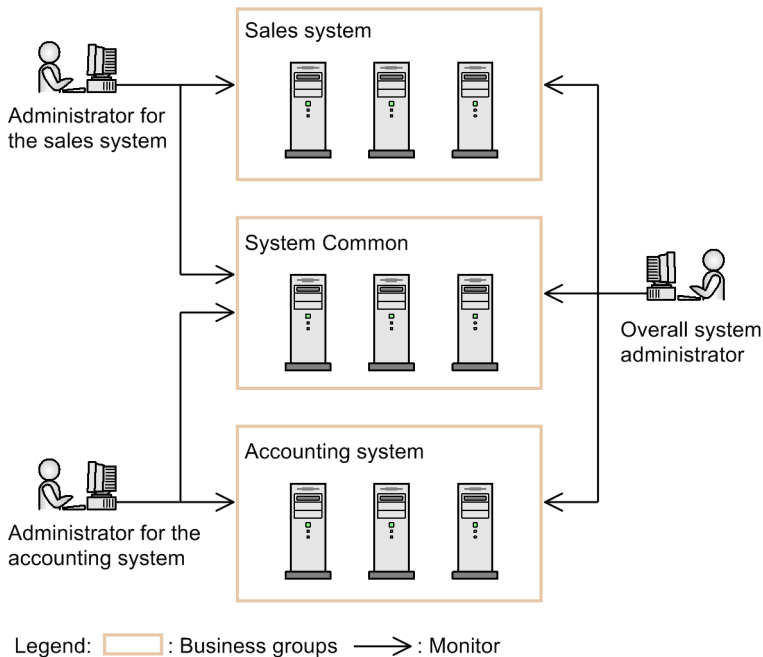 Sales system
Administrator for
the sales system
System Common
Overall system
administrator
Accounting system
Administrator for the
accounting system
Legend: : Business groups : Monitor